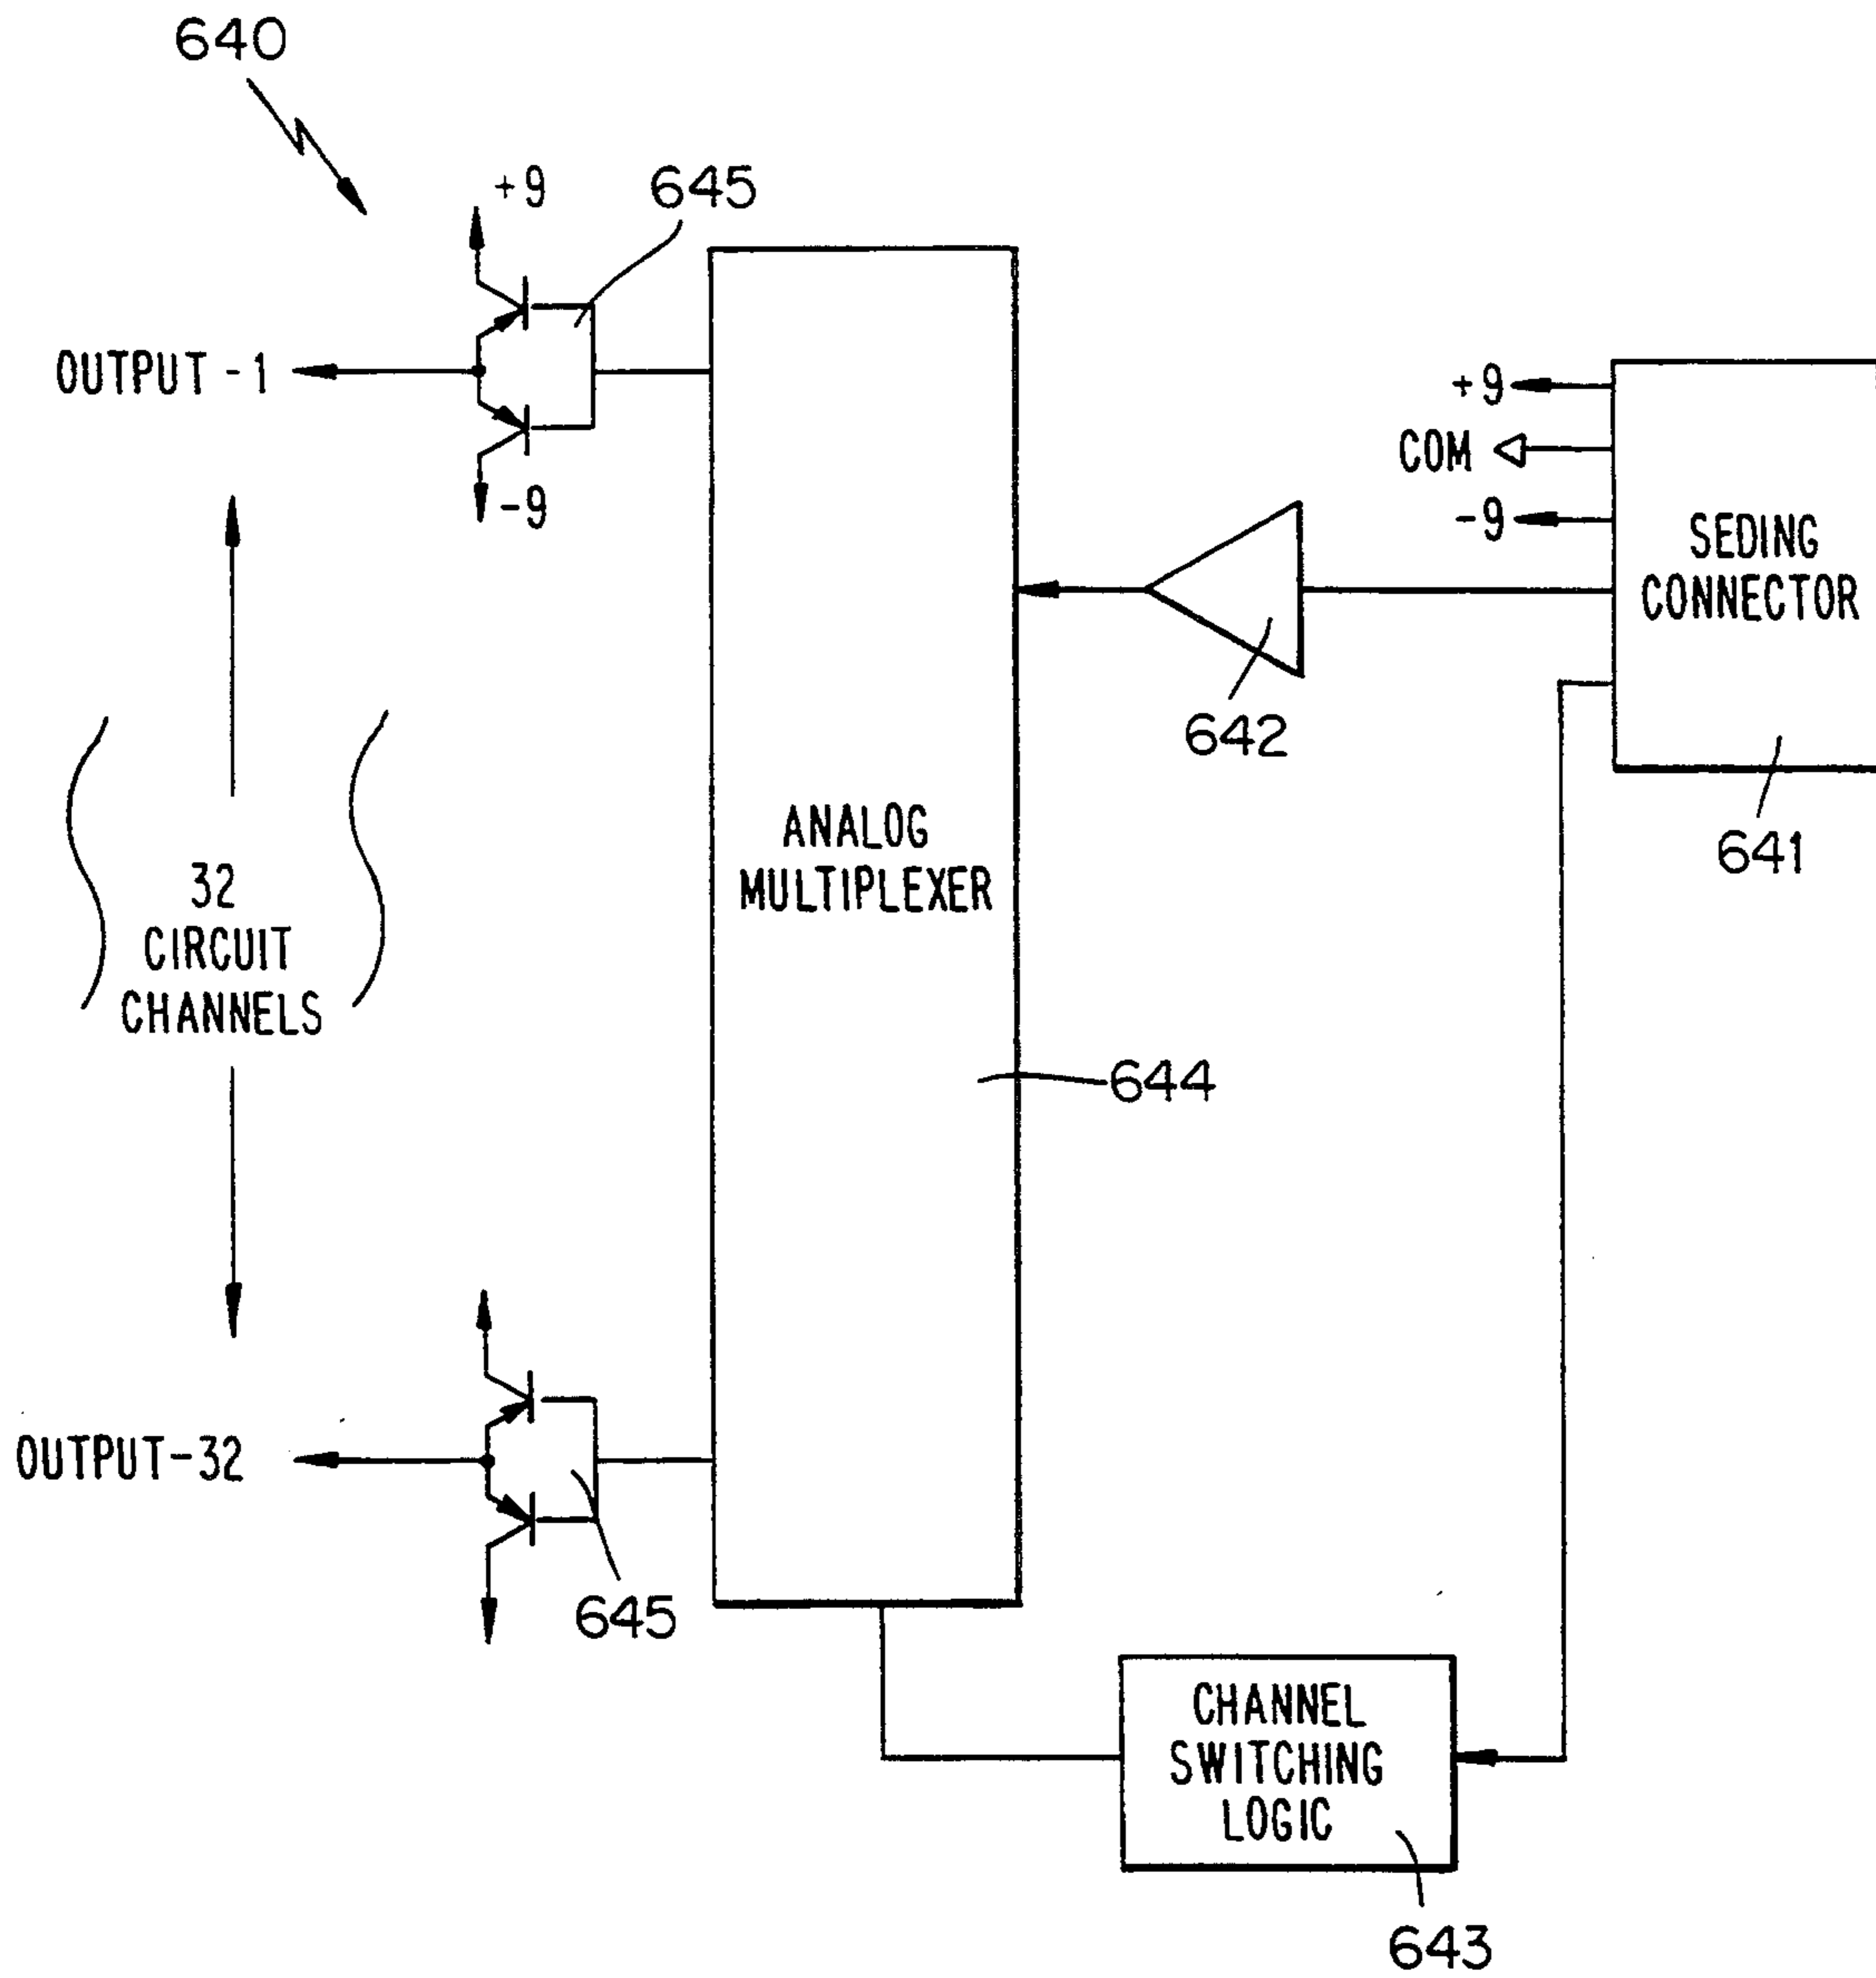 640
+9
645
OUTPUT -1
-9
+9
COM
-9
SEDING
CONNECTOR
642
641
ANALOG
MULTIPLEXER
32
CIRCUIT
CHANNELS
644
OUTPUT-32
645
CHANNEL
SWITCHING
LOGIC
643